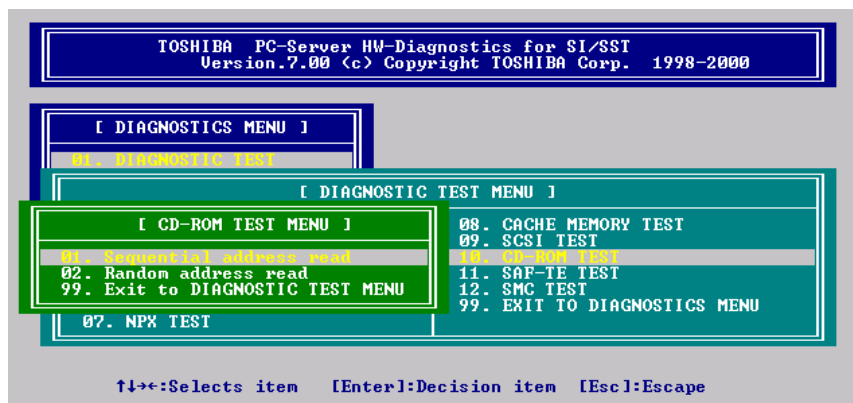 TOSHIBA PC-Server HW-Diagnostics for SI/SST
Version.7.00 (c) Copyright TOSHIBA Corp. 1998-2000
[ DIAGNOSTICS MENU ]
01. DIAGNOSTIC TEST
[ DIAGNOSTIC TEST MENU ]
[ CD-ROM TEST MENU ]
01. Sequential address read
02. Random address read
99. Exit to DIAGNOSTIC TEST MENU
07. NPX TEST
08. CACHE MEMORY TEST
09. SCSI TEST
10. CD-ROM TEST
11. SAF-TE TEST
12. SMC TEST
99. EXIT TO DIAGNOSTICS MENU
↑↓→←:Selects item [Enter]:Decision item [Esc]:Escape